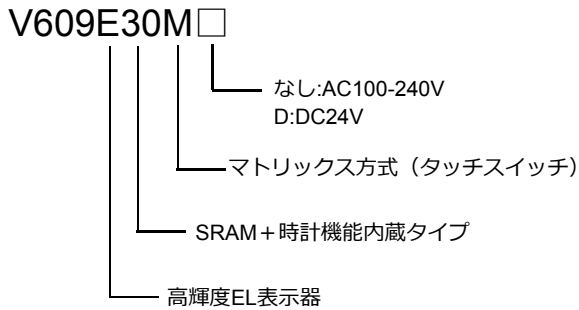 V609E30M□
なし:AC100-240V
D:DC24V
マトリックス方式（タッチスイッチ）
SRAM＋時計機能内蔵タイプ
高輝度EL表示器